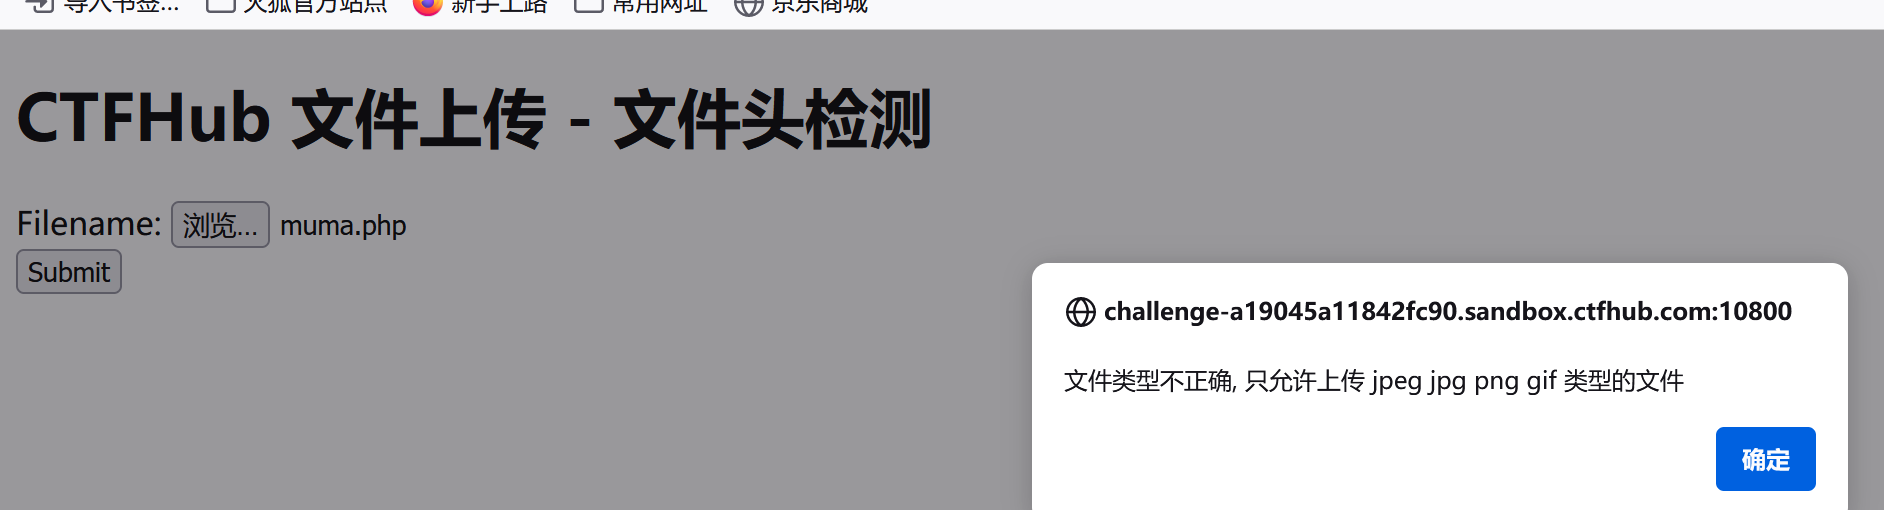 导入书签... 火狐官方站点 新手上路 常用网址 京东商城
CTFHub 文件上传 - 文件头检测
Filename: 浏览... muma.php
Submit
challenge-a19045a11842fc90.sandbox.ctfhub.com:10800
文件类型不正确, 只允许上传 jpeg jpg png gif 类型的文件
确定